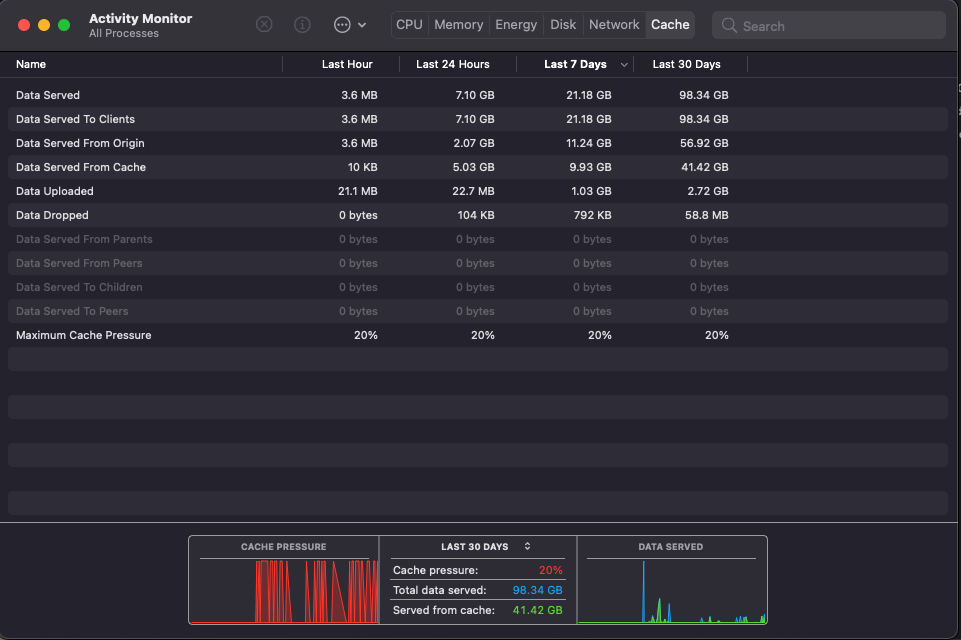 Activity Monitor
All Processes
CPU Memory Energy Disk Network Cache Search
Name Last Hour Last 24 Hours Last 7 Days Last 30 Days
Data Served 3.6 MB 7.10 GB 21.18 GB 98.34 GB
Data Served To Clients 3.6 MB 7.10 GB 21.18 GB 98.34 GB
Data Served From Origin 3.6 MB 2.07 GB 11.24 GB 56.92 GB
Data Served From Cache 10 KB 5.03 GB 9.93 GB 41.42 GB
Data Uploaded 21.1 MB 22.7 MB 1.03 GB 2.72 GB
Data Dropped 0 bytes 104 KB 792 KB 58.8 MB
Data Served From Parents 0 bytes 0 bytes 0 bytes 0 bytes
Data Served From Peers 0 bytes 0 bytes 0 bytes 0 bytes
Data Served To Children 0 bytes 0 bytes 0 bytes 0 bytes
Data Served To Peers 0 bytes 0 bytes 0 bytes 0 bytes
Maximum Cache Pressure 20% 20% 20% 20%
CACHE PRESSURE LAST 30 DAYS DATA SERVED
Cache pressure: 20%
Total data served: 98.34 GB
Served from cache: 41.42 GB